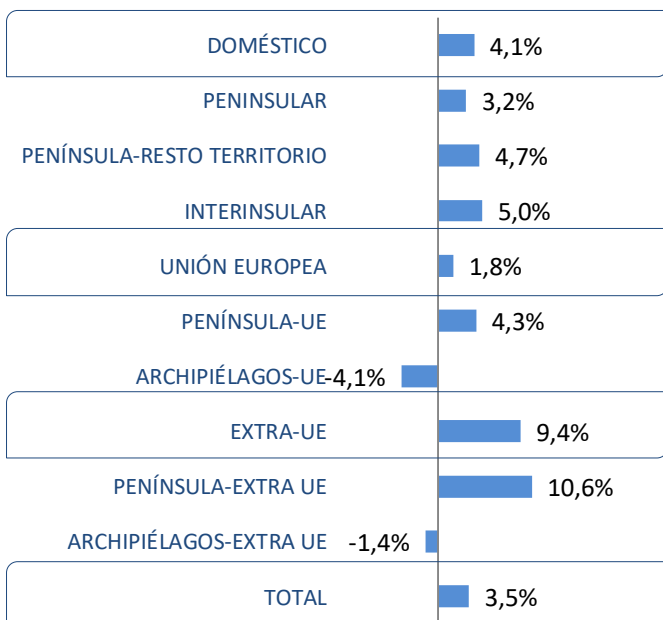 DOMÉSTICO 4,1%
PENINSULAR 3,2%
PENÍNSULA-RESTO TERRITORIO 4,7%
INTERINSULAR 5,0%
UNIÓN EUROPEA 1,8%
PENÍNSULA-UE 4,3%
ARCHIPIÉLAGOS-UE -4,1%
EXTRA-UE 9,4%
PENÍNSULA-EXTRA UE 10,6%
ARCHIPIÉLAGOS-EXTRA UE -1,4%
TOTAL 3,5%